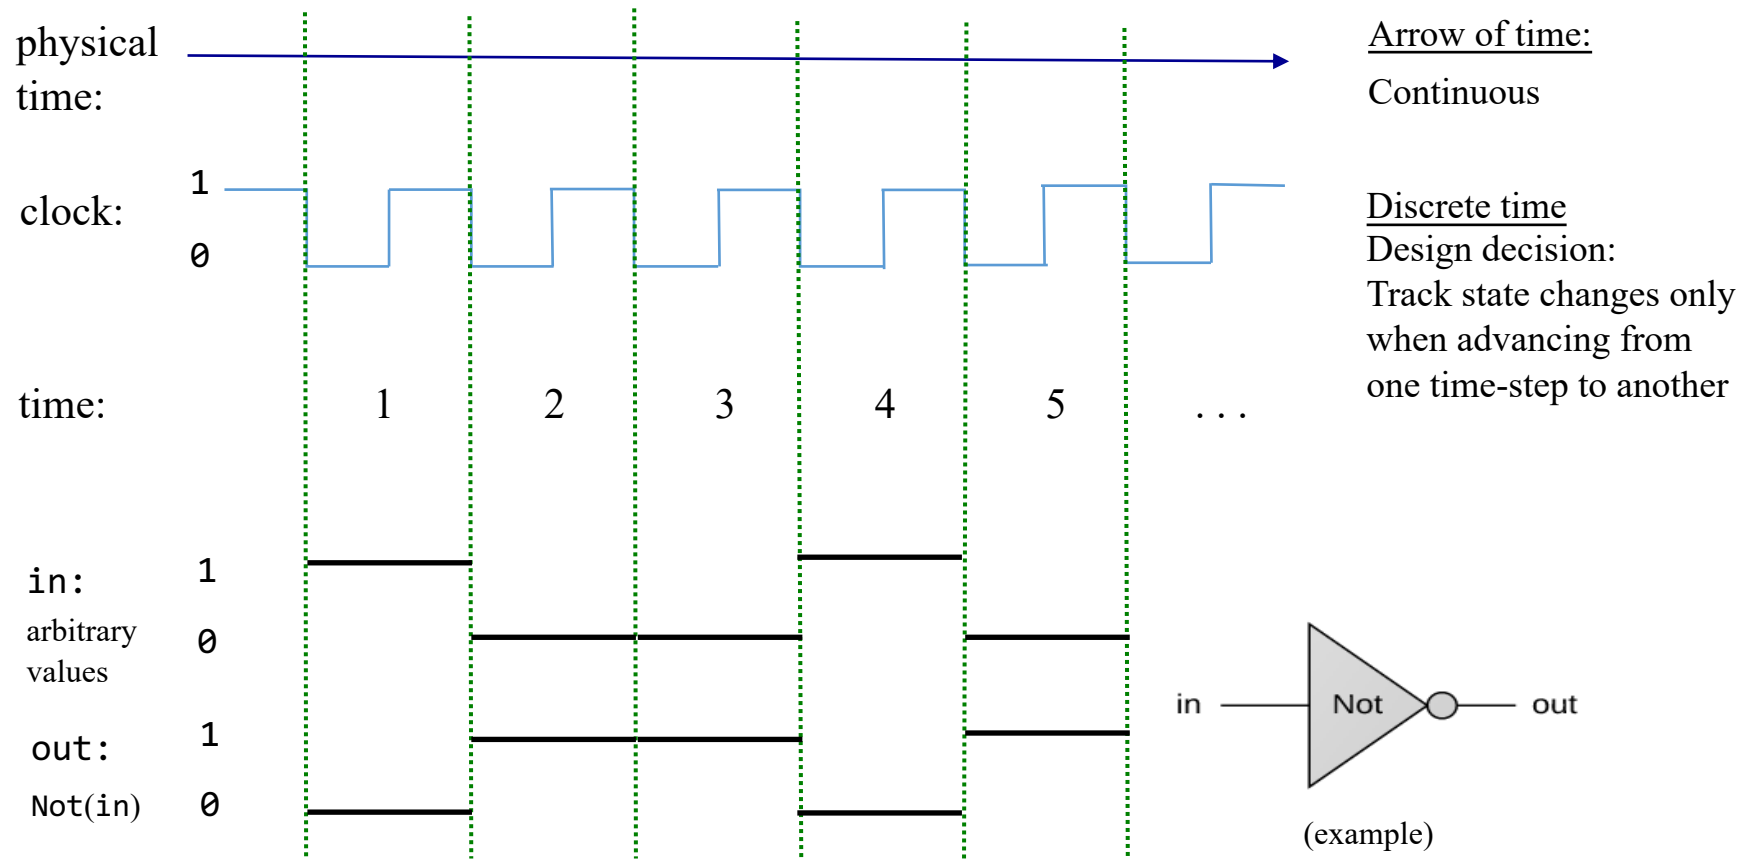 physical
time:
Arrow of time:
Continuous
clock:
1
0
Discrete time
Design decision:
Track state changes only
when advancing from
one time-step to another
time:
1 2 3 4 5 . . .
in:
1
arbitrary
values
0
out:
1
Not(in)
0
in Not out
(example)